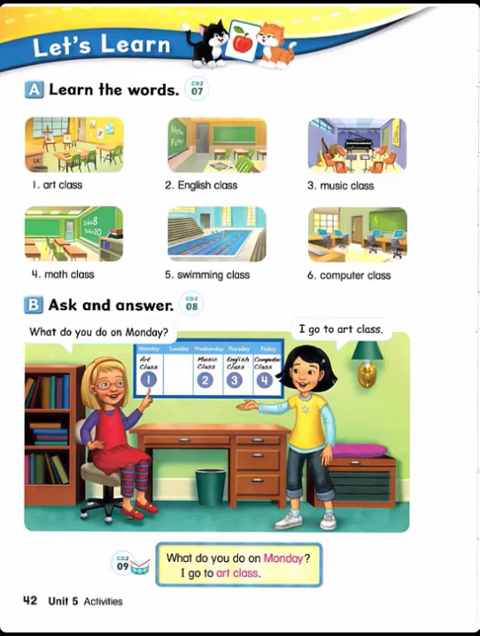 Let's Learn
A Learn the words. CD2 07
1. art class
2. English class
3. music class
4. math class
5. swimming class
6. computer class
B Ask and answer. CD2 08
What do you do on Monday?
I go to art class.
Monday Tuesday Wednesday Thursday Friday
Art Class Music Class English Class Computer Class
1 2 3 4
CD2 09
What do you do on Monday?
I go to art class.
42 Unit 5 Activities